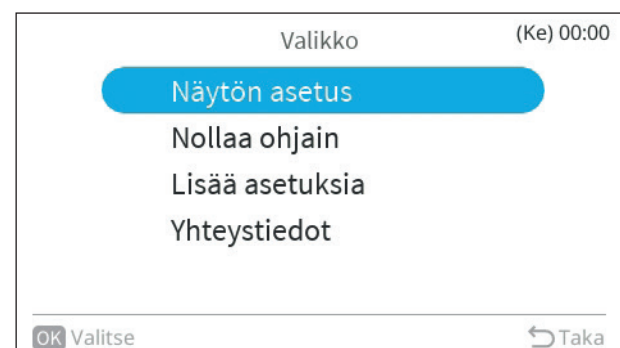 Valikko
(Ke) 00:00
Näytön asetus
Nollaa ohjain
Lisää asetuksia
Yhteystiedot
OK Valitse
Taka